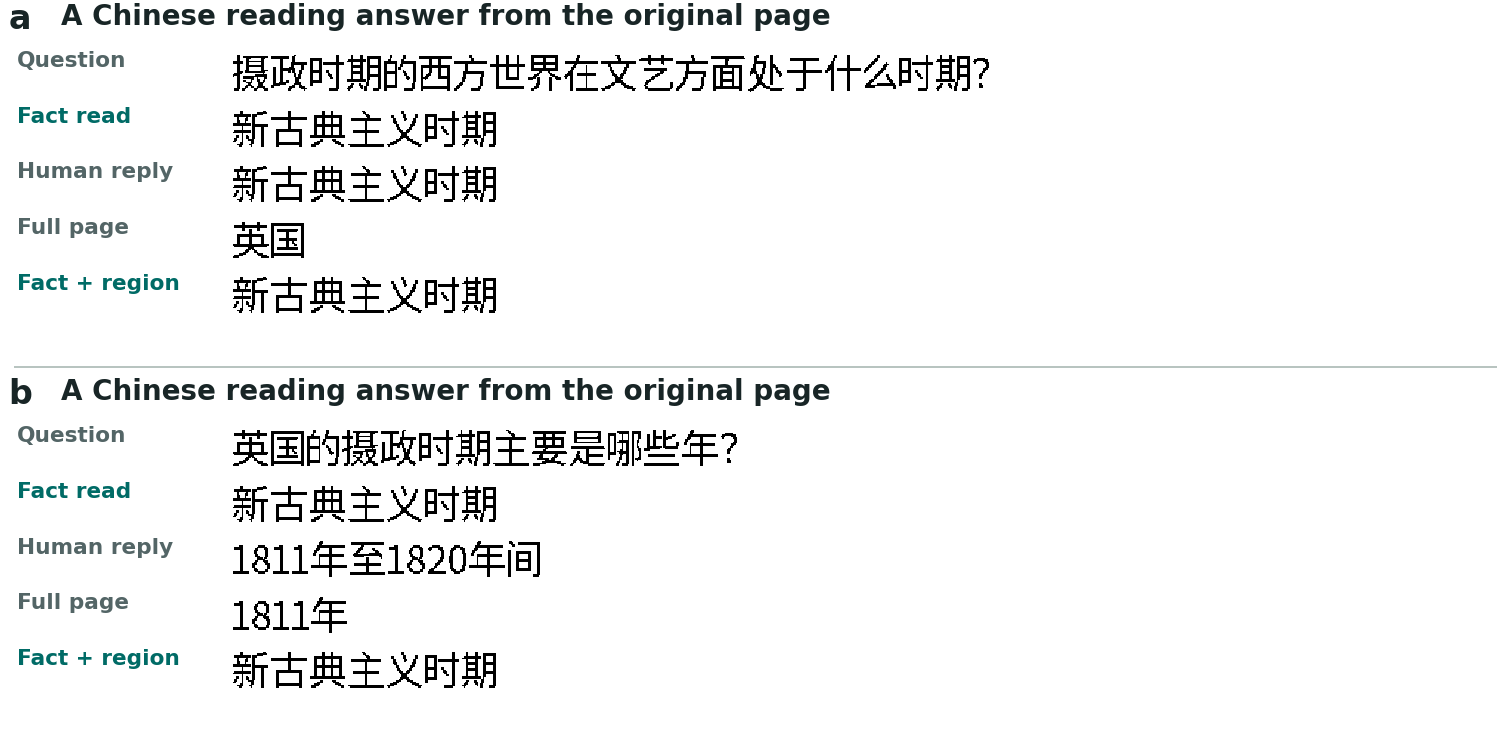 a A Chinese reading answer from the original page
Question 摄政时期的西方世界在文艺方面处于什么时期?
Fact read 新古典主义时期
Human reply 新古典主义时期
Full page 英国
Fact + region 新古典主义时期
b A Chinese reading answer from the original page
Question 英国的摄政时期主要是哪些年?
Fact read 新古典主义时期
Human reply 1811年至1820年间
Full page 1811年
Fact + region 新古典主义时期